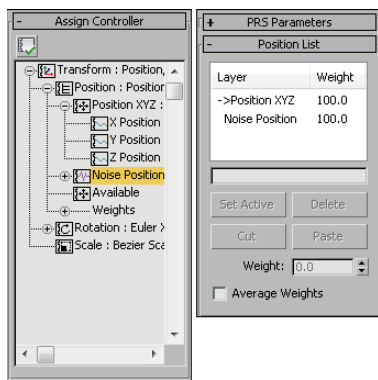 - Assign Controller
Transform : Position,
Position : Position
Position XYZ :
X Position
Y Position
Z Position
Noise Position
Available
Weights
Rotation : Euler X
Scale : Bezier Sca
+ PRS Parameters
- Position List
Layer Weight
->Position XYZ 100.0
Noise Position 100.0
Set Active Delete
Cut Paste
Weight: 0.0
Average Weights